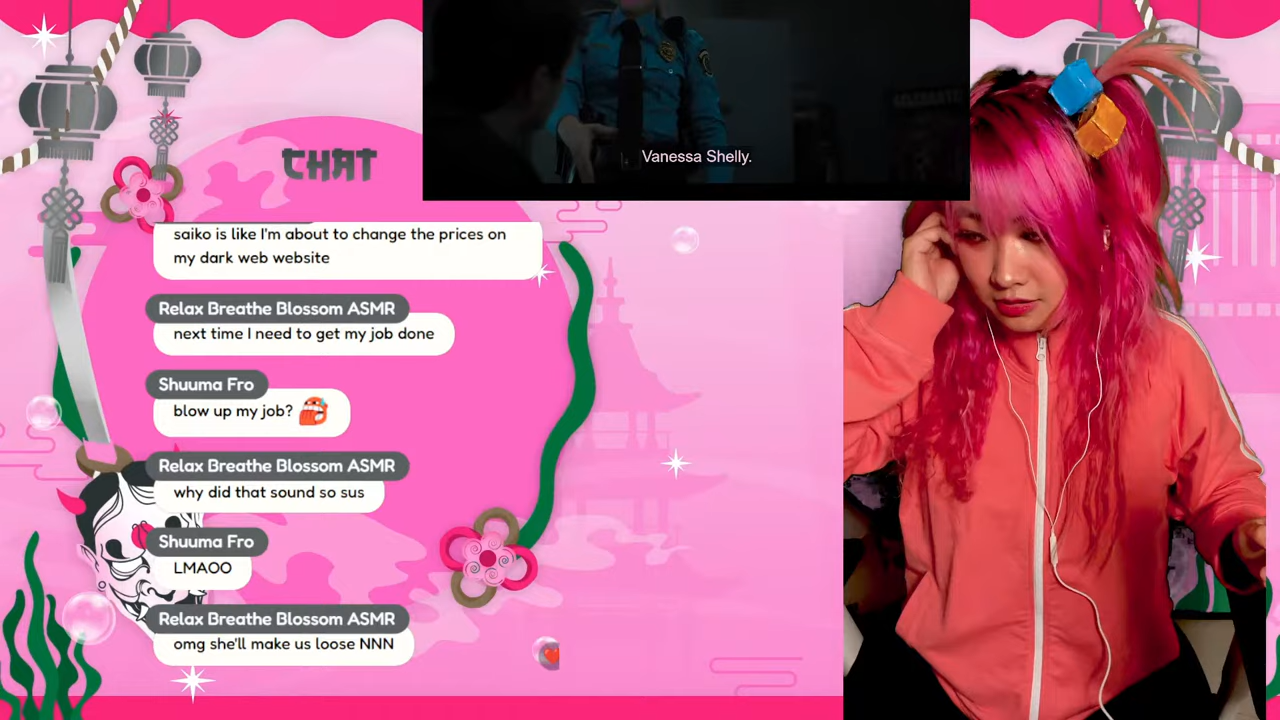 Vanessa Shelly.
CHAT
saiko is like I'm about to change the prices on
my dark web website
Relax Breathe Blossom ASMR
next time I need to get my job done
Shuuma Fro
blow up my job?
Relax Breathe Blossom ASMR
why did that sound so sus
Shuuma Fro
LMAOO
Relax Breathe Blossom ASMR
omg she'll make us loose NNN